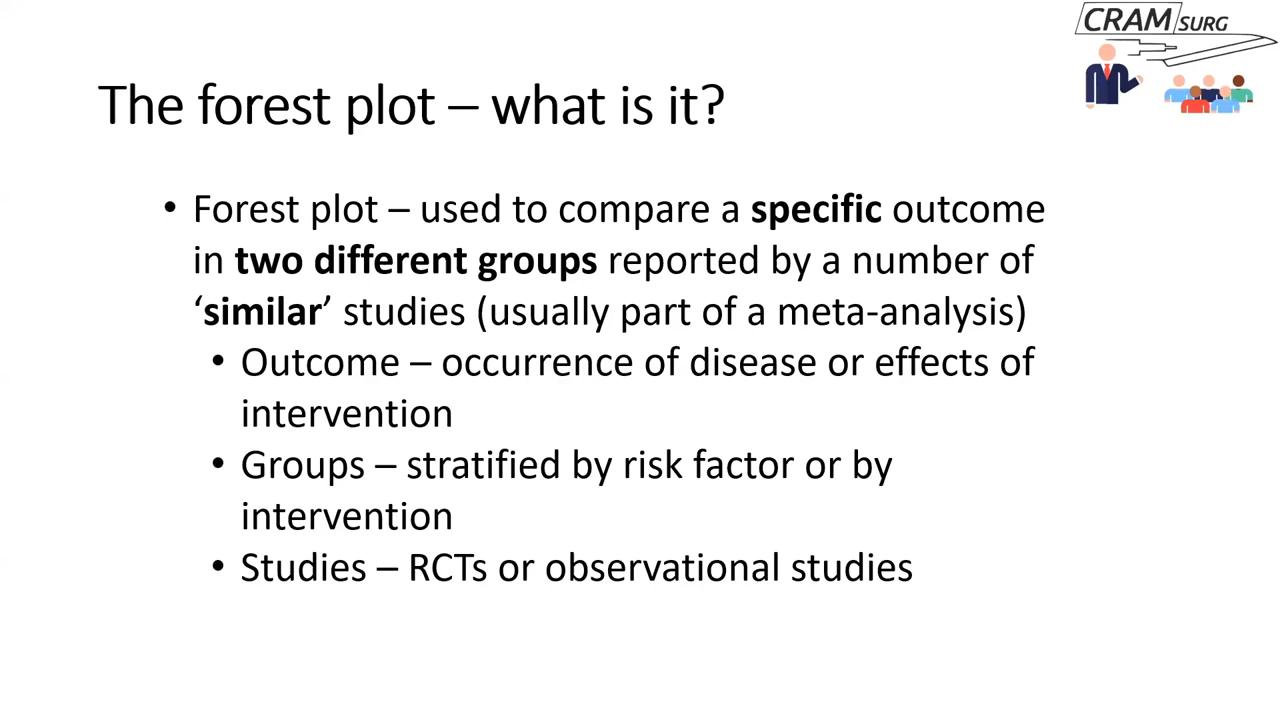 CRAM SURG
The forest plot – what is it?
• Forest plot – used to compare a specific outcome
in two different groups reported by a number of
‘similar’ studies (usually part of a meta-analysis)
• Outcome – occurrence of disease or effects of
intervention
• Groups – stratified by risk factor or by
intervention
• Studies – RCTs or observational studies